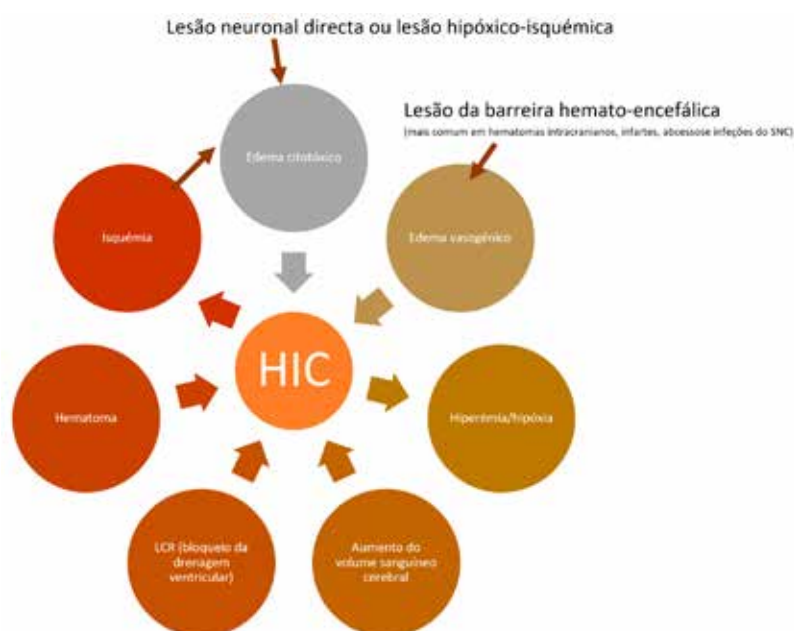 Lesão neuronal directa ou lesão hipóxico-isquémica
Lesão da barreira hemato-encefálica
(mais comum em hematomas intracranianos, infartes, abcessose infeções do SNC)
Edema citotóxico
Isquémia
Edema vasogénico
HIC
Hematoma
Hiperémia/hipóxia
LCR (bloqueio da
drenagem
ventricular)
Aumento do
volume sanguíneo
cerebral